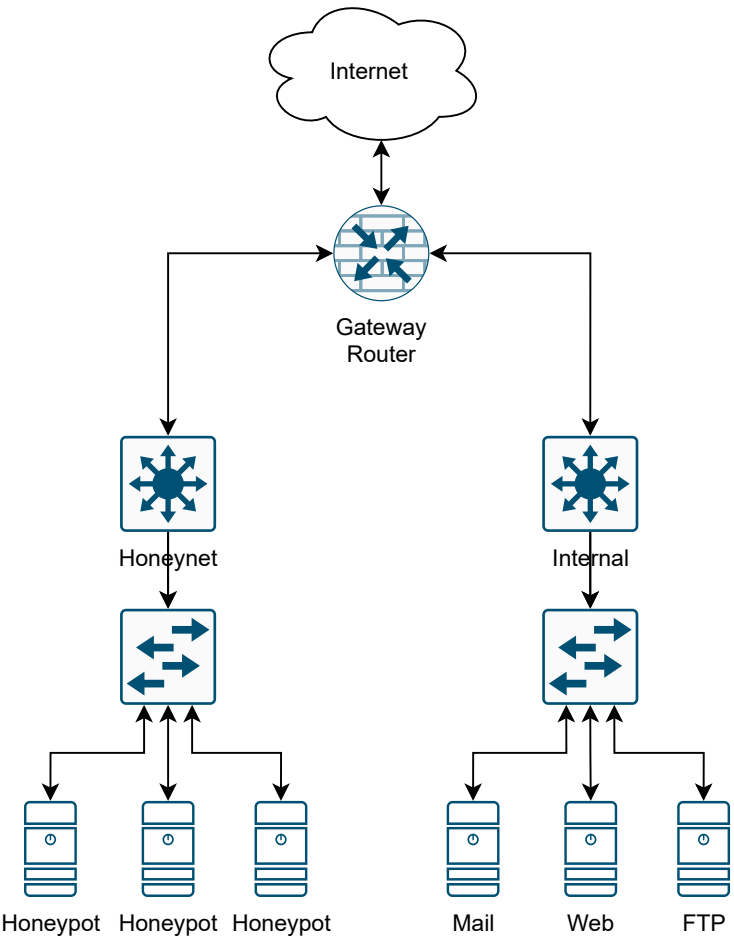 Internet
Gateway
Router
Honeynet
Internal
Honeypot
Honeypot
Honeypot
Mail
Web
FTP